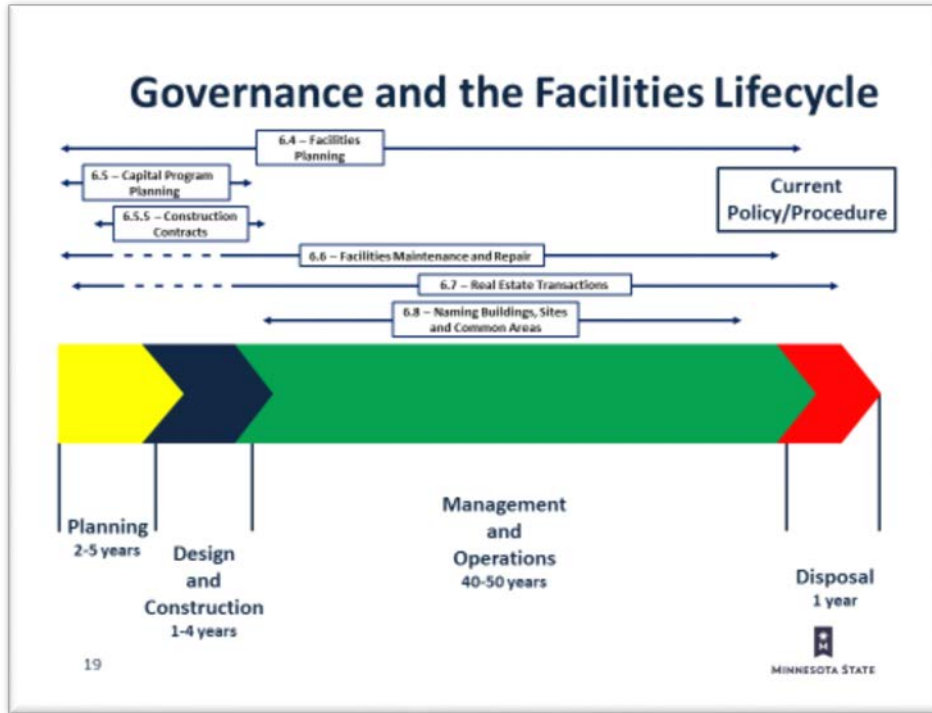 Governance and the Facilities Lifecycle
6.4 – Facilities
Planning
6.5 – Capital Program
Planning
Current
Policy/Procedure
6.5.5 – Construction
Contracts
6.6 – Facilities Maintenance and Repair
6.7 – Real Estate Transactions
6.8 – Naming Buildings, Sites
and Common Areas
Planning
2-5 years
Design
and
Construction
1-4 years
Management
and
Operations
40-50 years
Disposal
1 year
19
M
MINNESOTA STATE